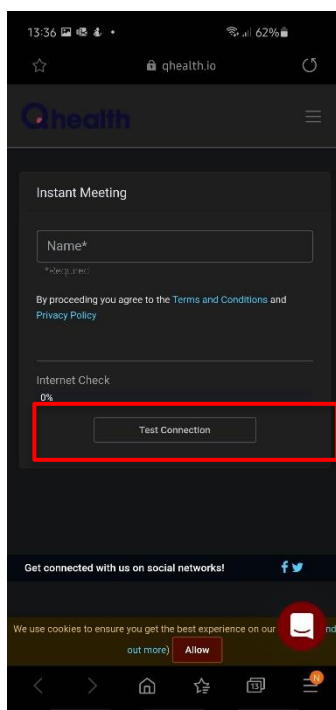 13:36 62%
qhealth.io
Qhealth
Instant Meeting
Name*
*Required
By proceeding you agree to the Terms and Conditions and
Privacy Policy
Internet Check
0%
Test Connection
Get connected with us on social networks!
We use cookies to ensure you get the best experience on our
out more) Allow
13 N